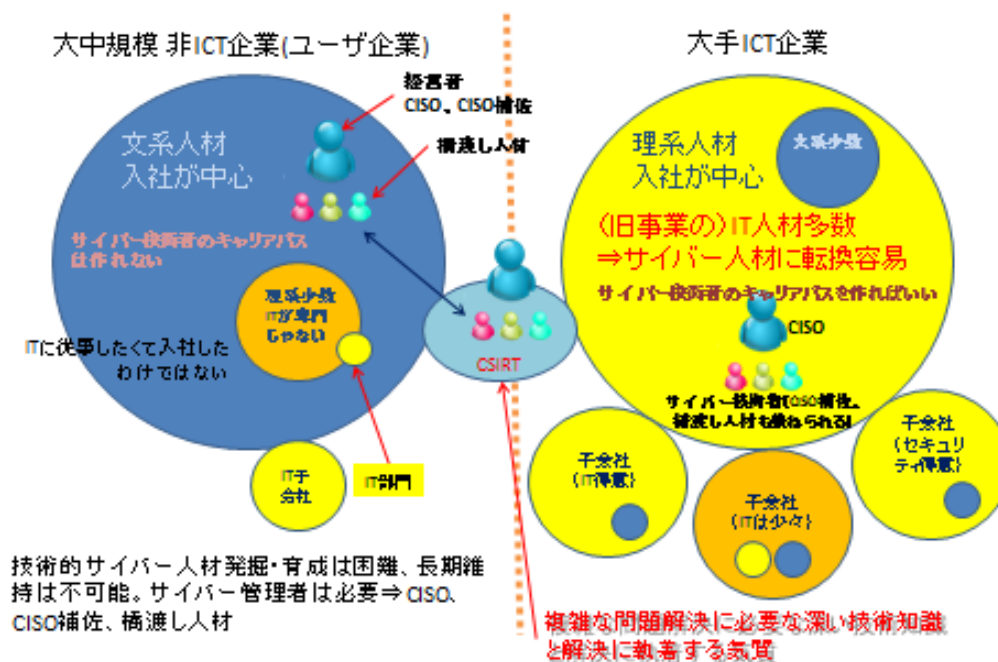 大中規模 非ICT企業(ユーザ企業)
経営者
CISO、CISO補佐
橋渡し人材
文系人材
入社が中心
サイバー技術者のキャリアパス
は作れない
理系少数
ITが専門
じゃない
ITに従事したくて入社した
わけではない
IT子
会社
IT部門
技術的サイバー人材発掘・育成は困難、長期維
持は不可能。サイバー管理者は必要⇒CISO、
CISO補佐、橋渡し人材
CSIRT
大手ICT企業
理系人材
入社が中心
文系少数
(旧事業の)IT人材多数
⇒サイバー人材に転換容易
サイバー技術者のキャリアパスを作ればいい
CISO
サイバー技術者(CISO補佐、
橋渡し人材も兼ねられる)
子会社
(IT得意)
子会社
(ITは少々)
子会社
(セキュリ
ティ得意)
複雑な問題解決に必要な深い技術知識
と解決に執着する気質